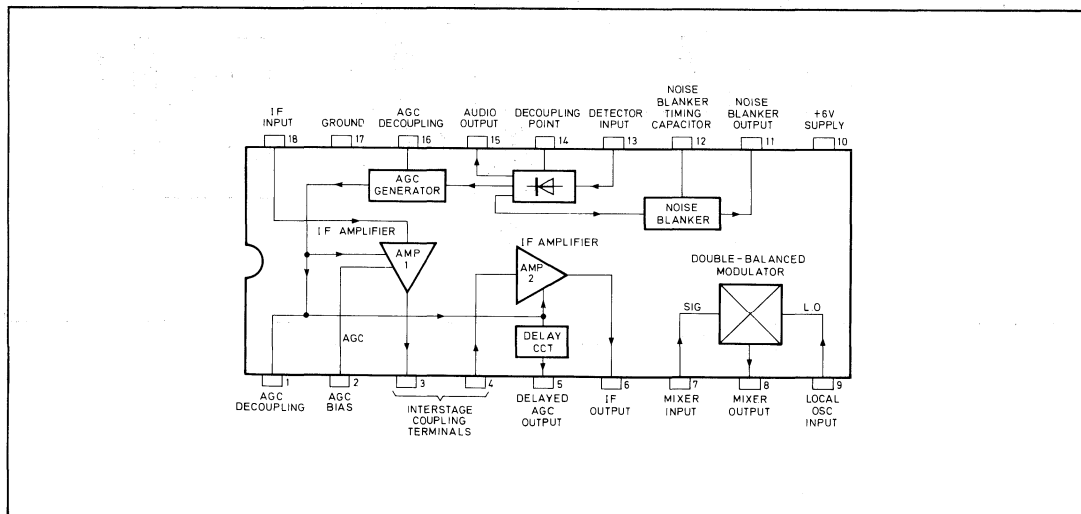 IF
INPUT
18
GROUND
17
AGC
DECOUPLING
16
AUDIO
OUTPUT
15
DECOUPLING
POINT
14
DETECTOR
INPUT
13
NOISE
BLANKER
TIMING
CAPACITOR
12
NOISE
BLANKER
OUTPUT
11
+6V
SUPPLY
10
AGC
GENERATOR
NOISE
BLANKER
IF AMPLIFIER
AMP
1
IF AMPLIFIER
AMP
2
DOUBLE-BALANCED
MODULATOR
SIG
L.O
AGC
DELAY
CCT
1
AGC
DECOUPLING
2
AGC
BIAS
3
4
INTERSTAGE
COUPLING
TERMINALS
5
DELAYED
AGC
OUTPUT
6
IF
OUTPUT
7
MIXER
INPUT
8
MIXER
OUTPUT
9
LOCAL
OSC
INPUT